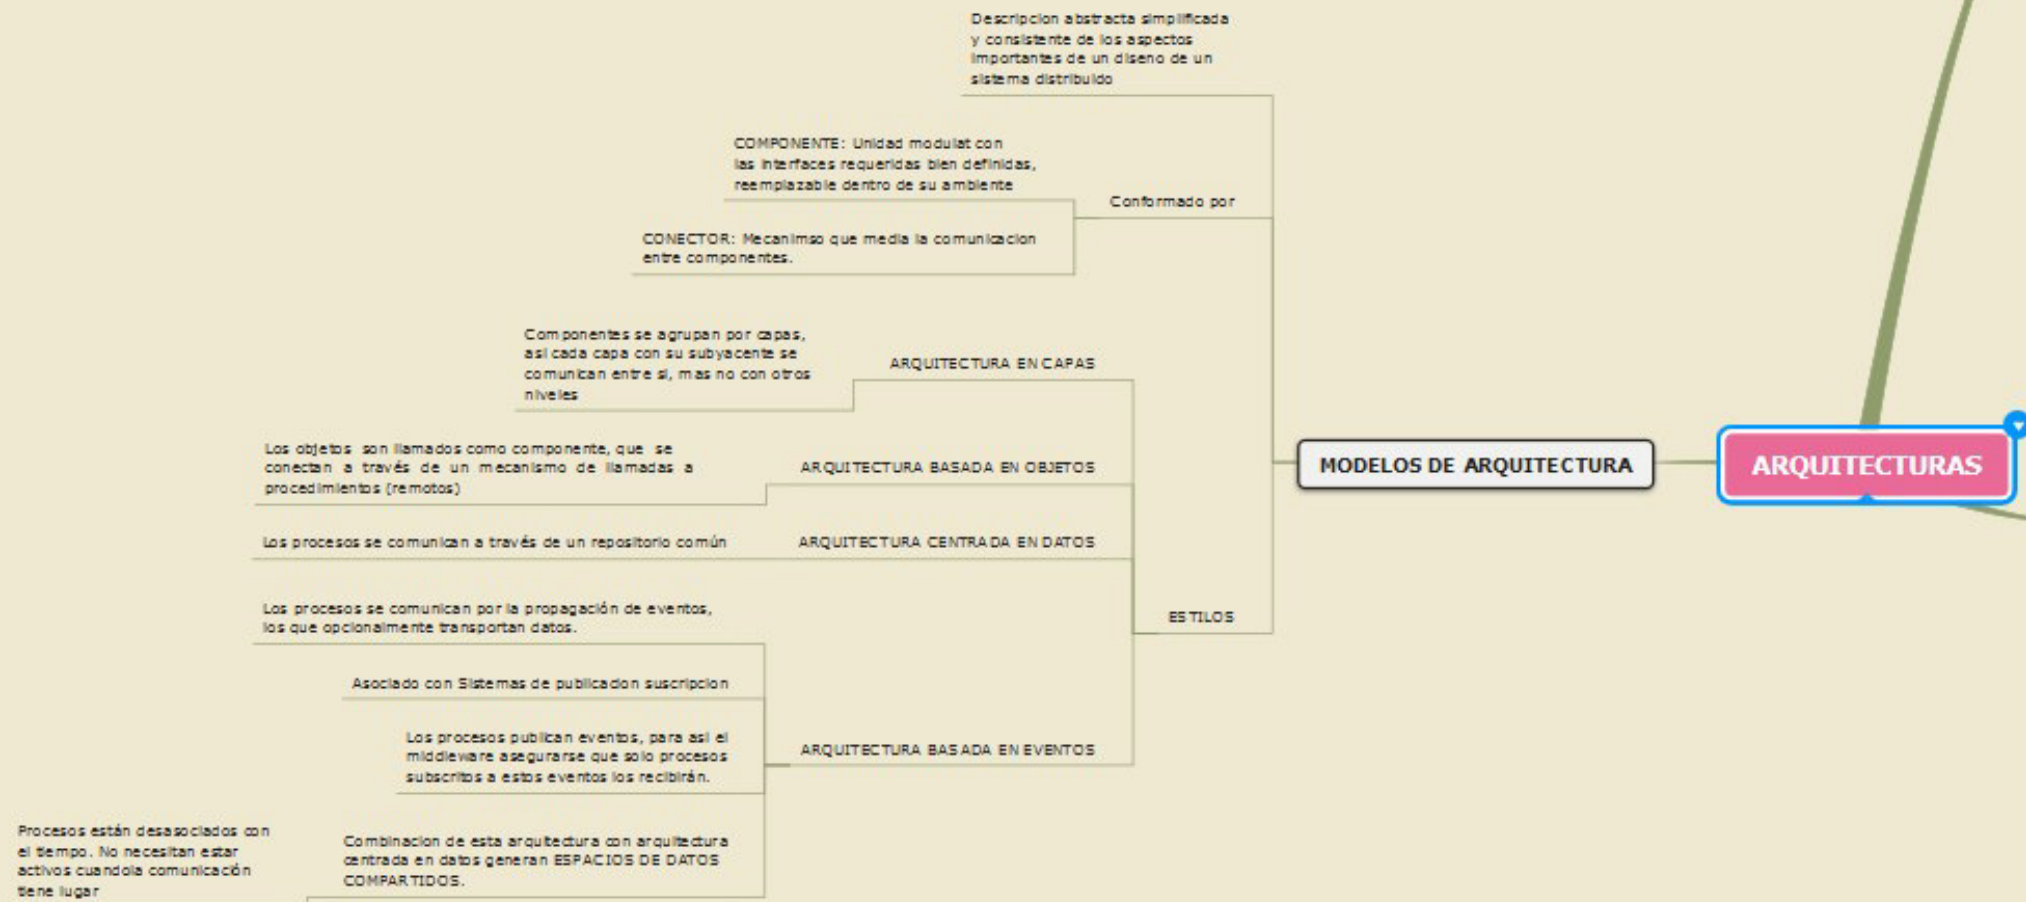 Descripcion abstracta simplificada
y consistente de los aspectos
importantes de un diseno de un
sistema distribuido
COMPONENTE: Unidad modulat con
las interfaces requeridas bien definidas,
reemplazable dentro de su ambiente
Conformado por
CONECTOR: Mecanimso que media la comunicacion
entre componentes.
Componentes se agrupan por capas,
asi cada capa con su subyacente se
comunican entre si, mas no con otros
niveles
ARQUITECTURA EN CAPAS
Los objetos son llamados como componente, que se
conectan a través de un mecanismo de llamadas a
procedimientos (remotos)
ARQUITECTURA BASADA EN OBJETOS
MODELOS DE ARQUITECTURA
ARQUITECTURAS
Los procesos se comunican a través de un repositorio común
ARQUITECTURA CENTRADA EN DATOS
Los procesos se comunican por la propagación de eventos,
los que opcionalmente transportan datos.
ESTILOS
Asociado con Sistemas de publicacion suscripcion
Los procesos publican eventos, para asi el
middleware asegurarse que solo procesos
subscritos a estos eventos los recibirán.
ARQUITECTURA BASADA EN EVENTOS
Combinacion de esta arquitectura con arquitectura
centrada en datos generan ESPACIOS DE DATOS
COMPARTIDOS.
Procesos están desasociados con
el tiempo. No necesitan estar
activos cuandola comunicación
tiene lugar